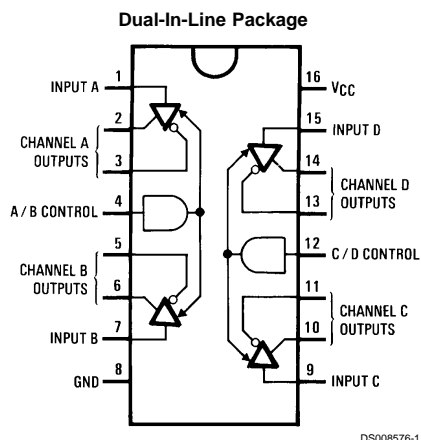 Dual-In-Line Package
INPUT A
1
16
VCC
2
15
INPUT D
CHANNEL A
OUTPUTS
3
14
CHANNEL D
OUTPUTS
13
A / B CONTROL
4
12
C / D CONTROL
5
CHANNEL B
OUTPUTS
6
11
CHANNEL C
OUTPUTS
10
INPUT B
7
GND
8
9
INPUT C
DS008576-1